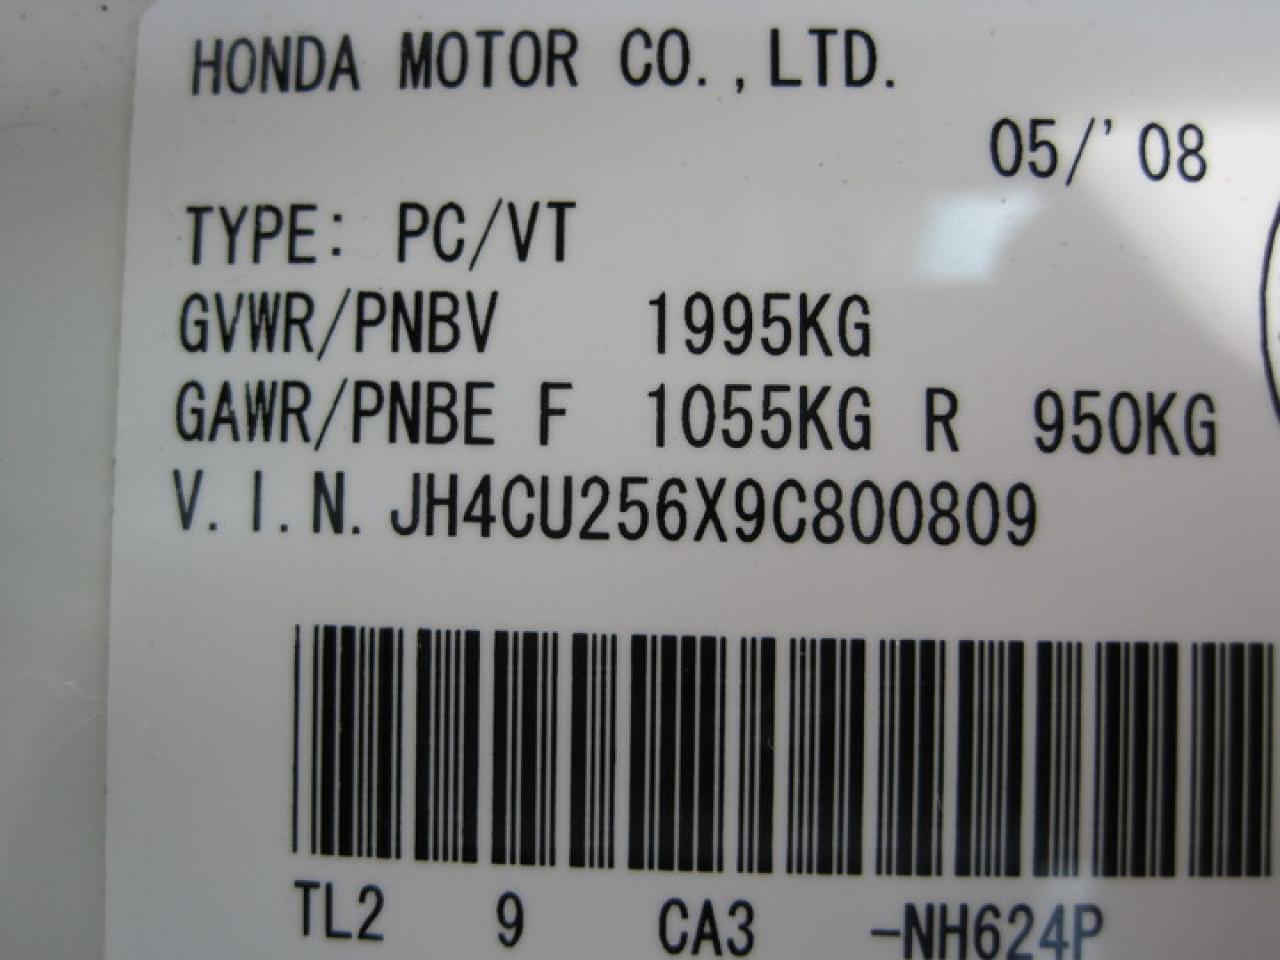 HONDA MOTOR CO.,LTD.
05/'08
TYPE: PC/VT
GVWR/PNBV 1995KG
GAWR/PNBE F 1055KG R 950KG
V.I.N. JH4CU256X9C800809
TL2 9 CA3 -NH624P